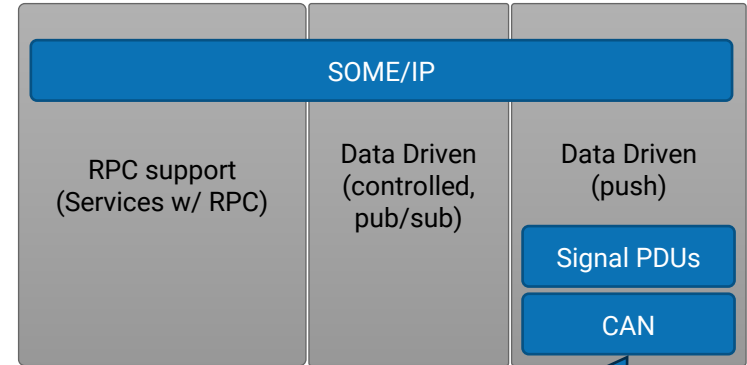 SOME/IP
RPC support
(Services w/ RPC)
Data Driven
(controlled,
pub/sub)
Data Driven
(push)
Signal PDUs
CAN